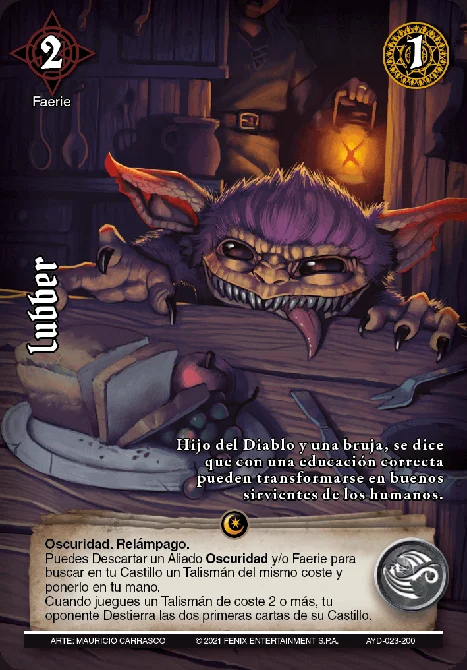 2
1
Faerie
lubber
Hijo del Diablo y una bruja, se dice
que con una educación correcta
pueden transformarse en buenos
sirvientes de los humanos.
Oscuridad. Relámpago.
Puedes Descartar un Aliado Oscuridad y/o Faerie para
buscar en tu Castillo un Talismán del mismo coste y
ponerlo en tu mano.
Cuando juegues un Talismán de coste 2 o más, tu
oponente Destierra las dos primeras cartas de su Castillo.
ARTE: MAURICIO CARRASCO © 2021 FENIX ENTERTAINMENT S.R.A. AYD-023-200